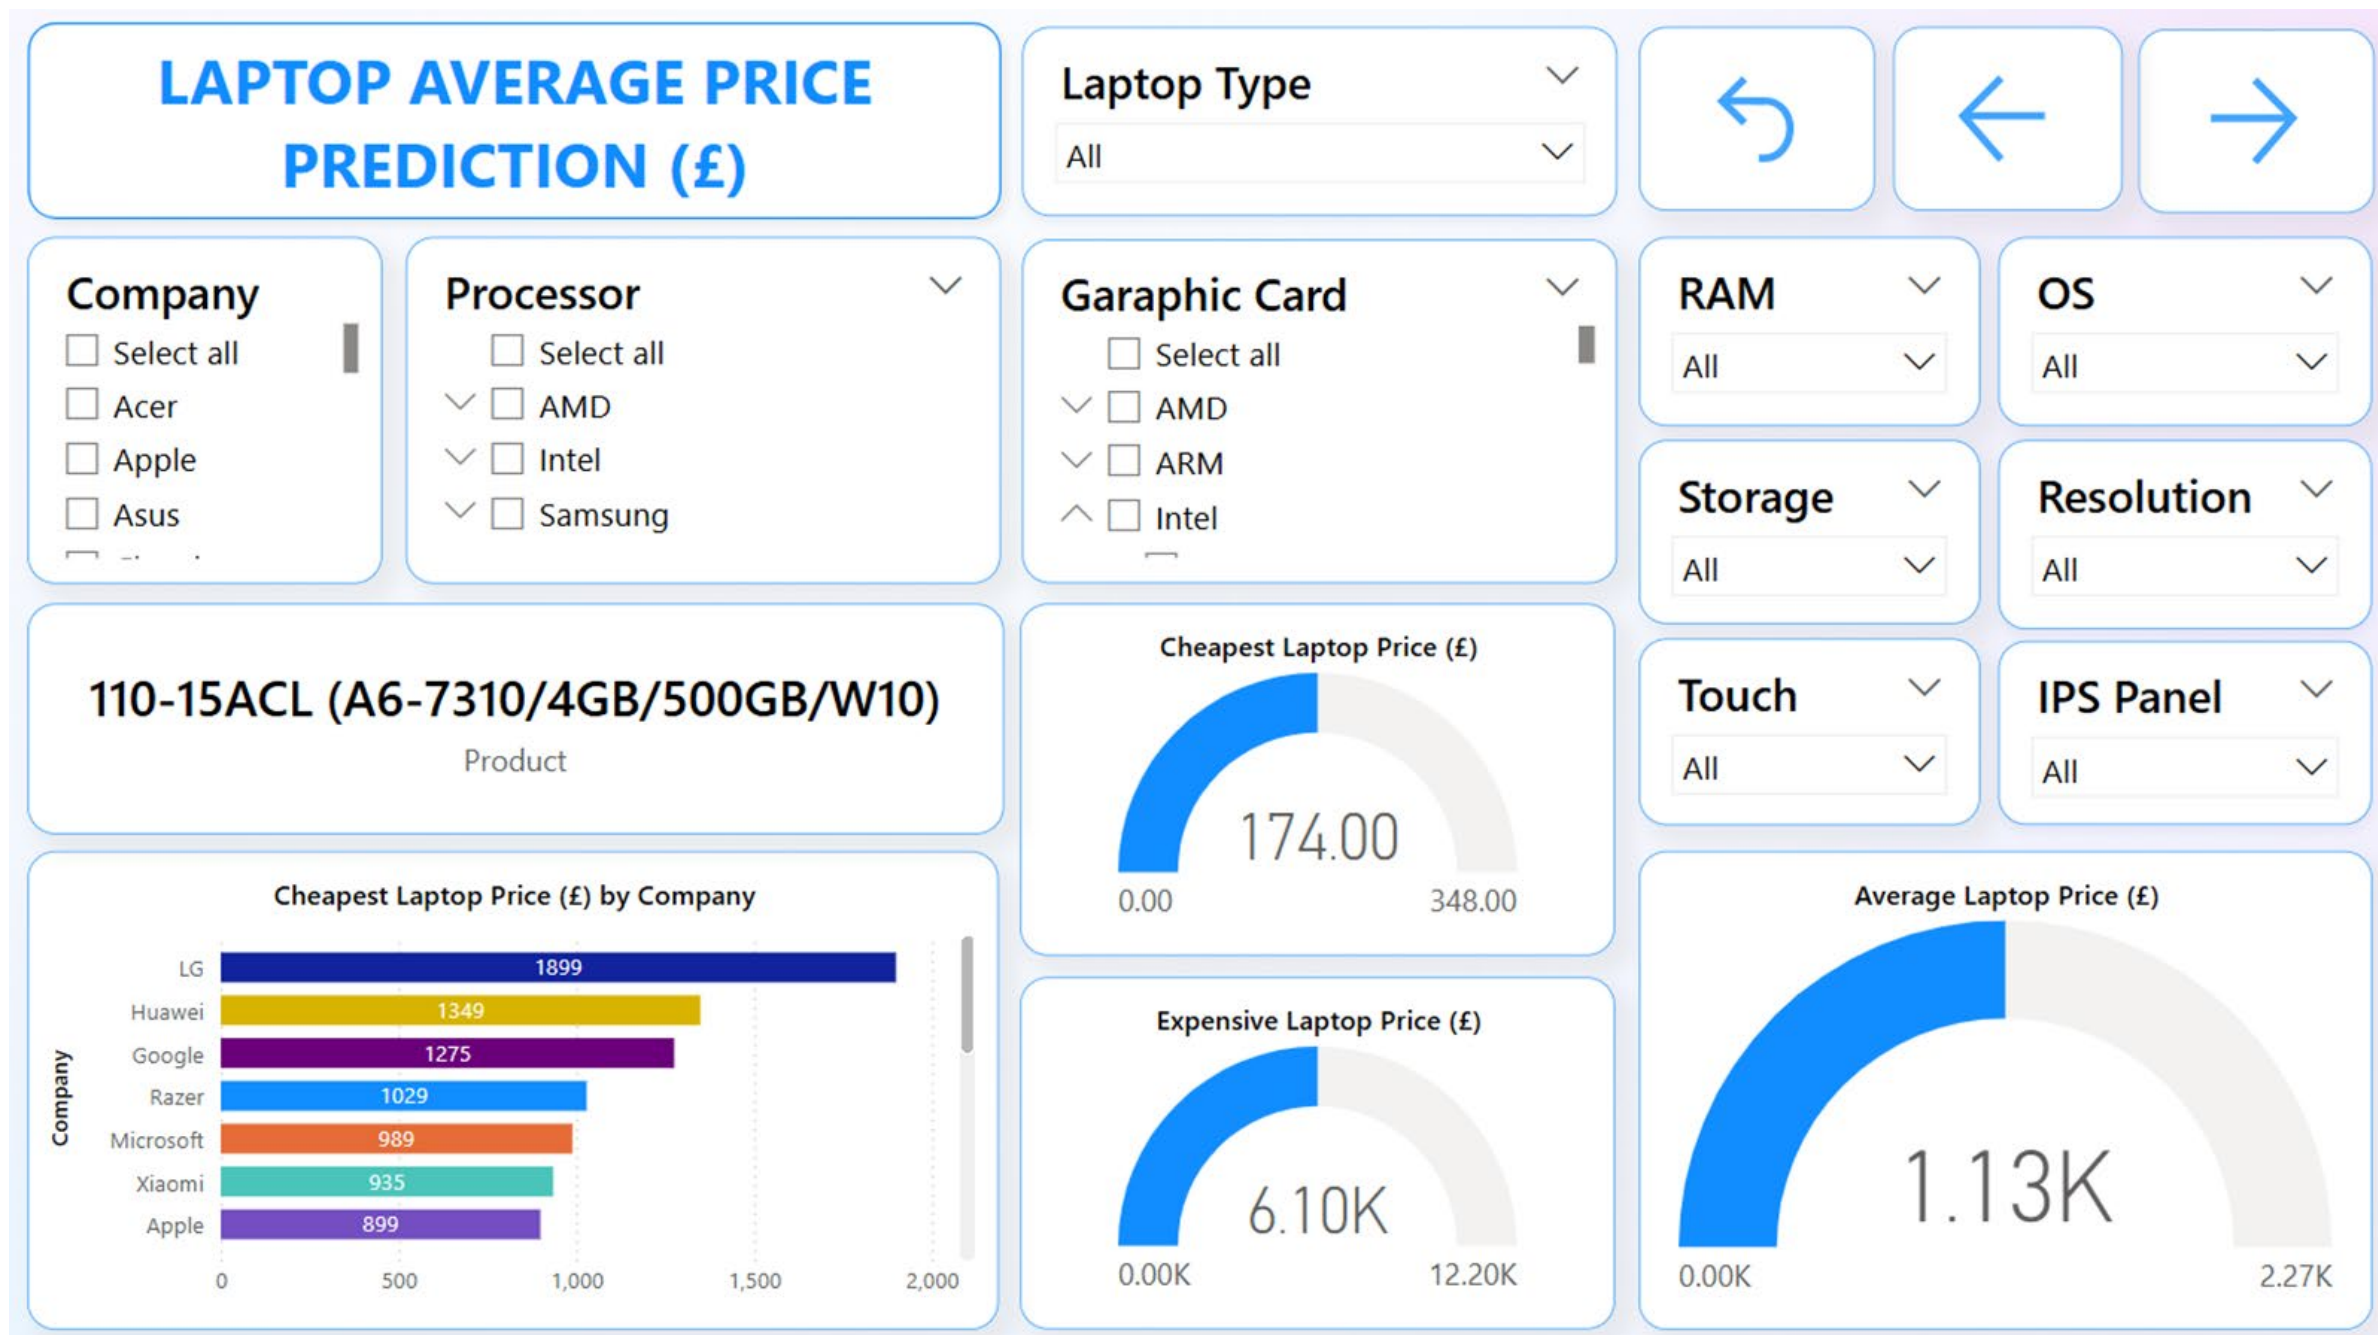 LAPTOP AVERAGE PRICE
PREDICTION (£)
Laptop Type
All
Company
Select all
Acer
Apple
Asus
Processor
Select all
AMD
Intel
Samsung
Garaphic Card
Select all
AMD
ARM
Intel
RAM
All
OS
All
Storage
All
Resolution
All
Touch
All
IPS Panel
All
110-15ACL (A6-7310/4GB/500GB/W10)
Product
Cheapest Laptop Price (£)
174.00
0.00 348.00
Cheapest Laptop Price (£) by Company
Company
LG 1899
Huawei 1349
Google 1275
Razer 1029
Microsoft 989
Xiaomi 935
Apple 899
0 500 1,000 1,500 2,000
Expensive Laptop Price (£)
6.10K
0.00K 12.20K
Average Laptop Price (£)
1.13K
0.00K 2.27K